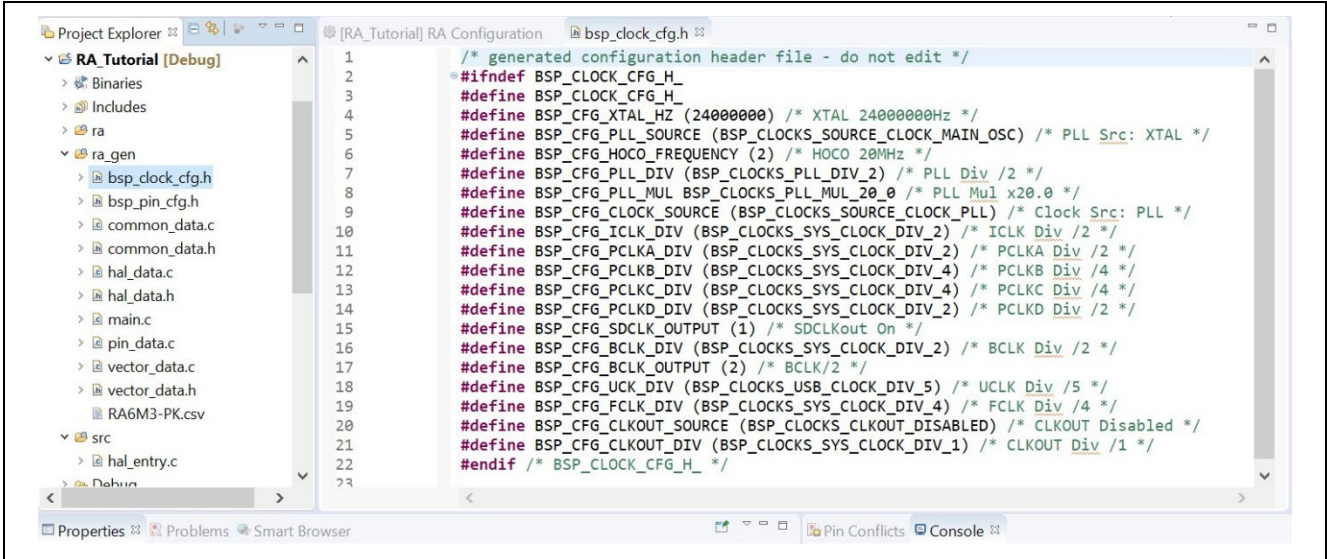 Project Explorer
RA_Tutorial [Debug]
Binaries
Includes
ra
ra_gen
bsp_clock_cfg.h
bsp_pin_cfg.h
common_data.c
common_data.h
hal_data.c
hal_data.h
main.c
pin_data.c
vector_data.c
vector_data.h
RA6M3-PK.csv
src
hal_entry.c
Debug
[RA_Tutorial] RA Configuration
bsp_clock_cfg.h
1 /* generated configuration header file - do not edit */
2 #ifndef BSP_CLOCK_CFG_H_
3 #define BSP_CLOCK_CFG_H_
4 #define BSP_CFG_XTAL_HZ (24000000) /* XTAL 24000000Hz */
5 #define BSP_CFG_PLL_SOURCE (BSP_CLOCKS_SOURCE_CLOCK_MAIN_OSC) /* PLL Src: XTAL */
6 #define BSP_CFG_HOCO_FREQUENCY (2) /* HOCO 20MHz */
7 #define BSP_CFG_PLL_DIV (BSP_CLOCKS_PLL_DIV_2) /* PLL Div /2 */
8 #define BSP_CFG_PLL_MUL BSP_CLOCKS_PLL_MUL_20_0 /* PLL Mul x20.0 */
9 #define BSP_CFG_CLOCK_SOURCE (BSP_CLOCKS_SOURCE_CLOCK_PLL) /* Clock Src: PLL */
10 #define BSP_CFG_ICLK_DIV (BSP_CLOCKS_SYS_CLOCK_DIV_2) /* ICLK Div /2 */
11 #define BSP_CFG_PCLKA_DIV (BSP_CLOCKS_SYS_CLOCK_DIV_2) /* PCLKA Div /2 */
12 #define BSP_CFG_PCLKB_DIV (BSP_CLOCKS_SYS_CLOCK_DIV_4) /* PCLKB Div /4 */
13 #define BSP_CFG_PCLKC_DIV (BSP_CLOCKS_SYS_CLOCK_DIV_4) /* PCLKC Div /4 */
14 #define BSP_CFG_PCLKD_DIV (BSP_CLOCKS_SYS_CLOCK_DIV_2) /* PCLKD Div /2 */
15 #define BSP_CFG_SDCLK_OUTPUT (1) /* SDCLKout On */
16 #define BSP_CFG_BCLK_DIV (BSP_CLOCKS_SYS_CLOCK_DIV_2) /* BCLK Div /2 */
17 #define BSP_CFG_BCLK_OUTPUT (2) /* BCLK/2 */
18 #define BSP_CFG_UCK_DIV (BSP_CLOCKS_USB_CLOCK_DIV_5) /* UCLK Div /5 */
19 #define BSP_CFG_FCLK_DIV (BSP_CLOCKS_SYS_CLOCK_DIV_4) /* FCLK Div /4 */
20 #define BSP_CFG_CLKOUT_SOURCE (BSP_CLOCKS_CLKOUT_DISABLED) /* CLKOUT Disabled */
21 #define BSP_CFG_CLKOUT_DIV (BSP_CLOCKS_SYS_CLOCK_DIV_1) /* CLKOUT Div /1 */
22 #endif /* BSP_CLOCK_CFG_H_ */
23
Properties Problems Smart Browser
Pin Conflicts Console